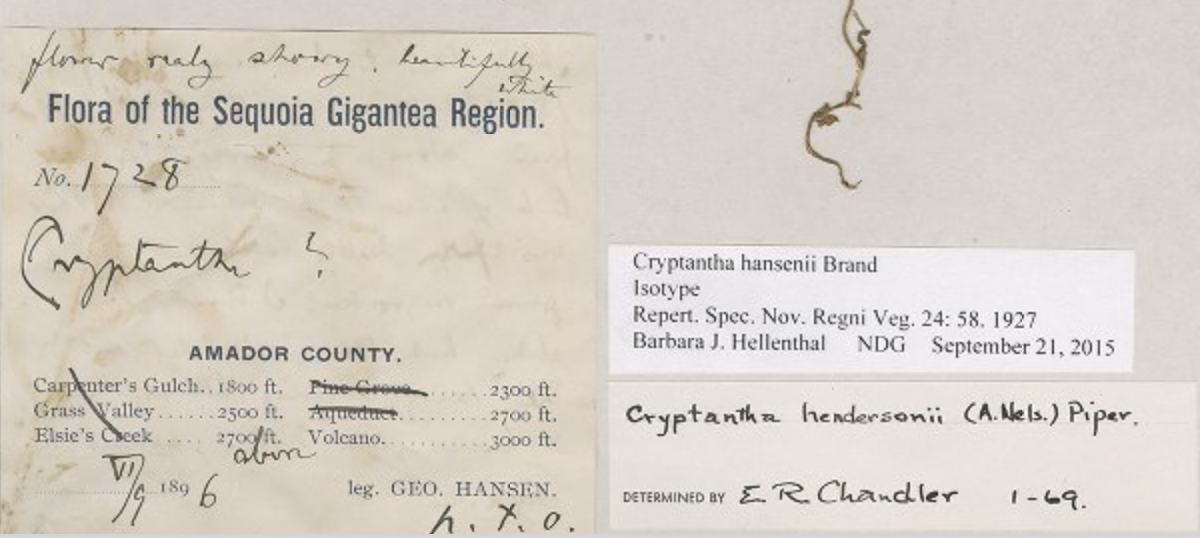 flower realy showy. beautifully
white
Flora of the Sequoia Gigantea Region.
No. 1728
Cryptanthe ?
AMADOR COUNTY.
Carpenter's Gulch.. 1800 ft. Pine Grove.........2300 ft.
Grass Valley......2500 ft. Aqueduct..........2700 ft.
Elsie's Creek .... 2700 ft. Volcano...........3000 ft.
above
VI/9 1896 leg. GEO. HANSEN.
h. t. o.
Cryptantha hansenii Brand
Isotype
Repert. Spec. Nov. Regni Veg. 24: 58. 1927
Barbara J. Hellenthal NDG September 21, 2015
Cryptantha hendersonii (A.Nels.) Piper.
DETERMINED BY E. R. Chandler 1-69.